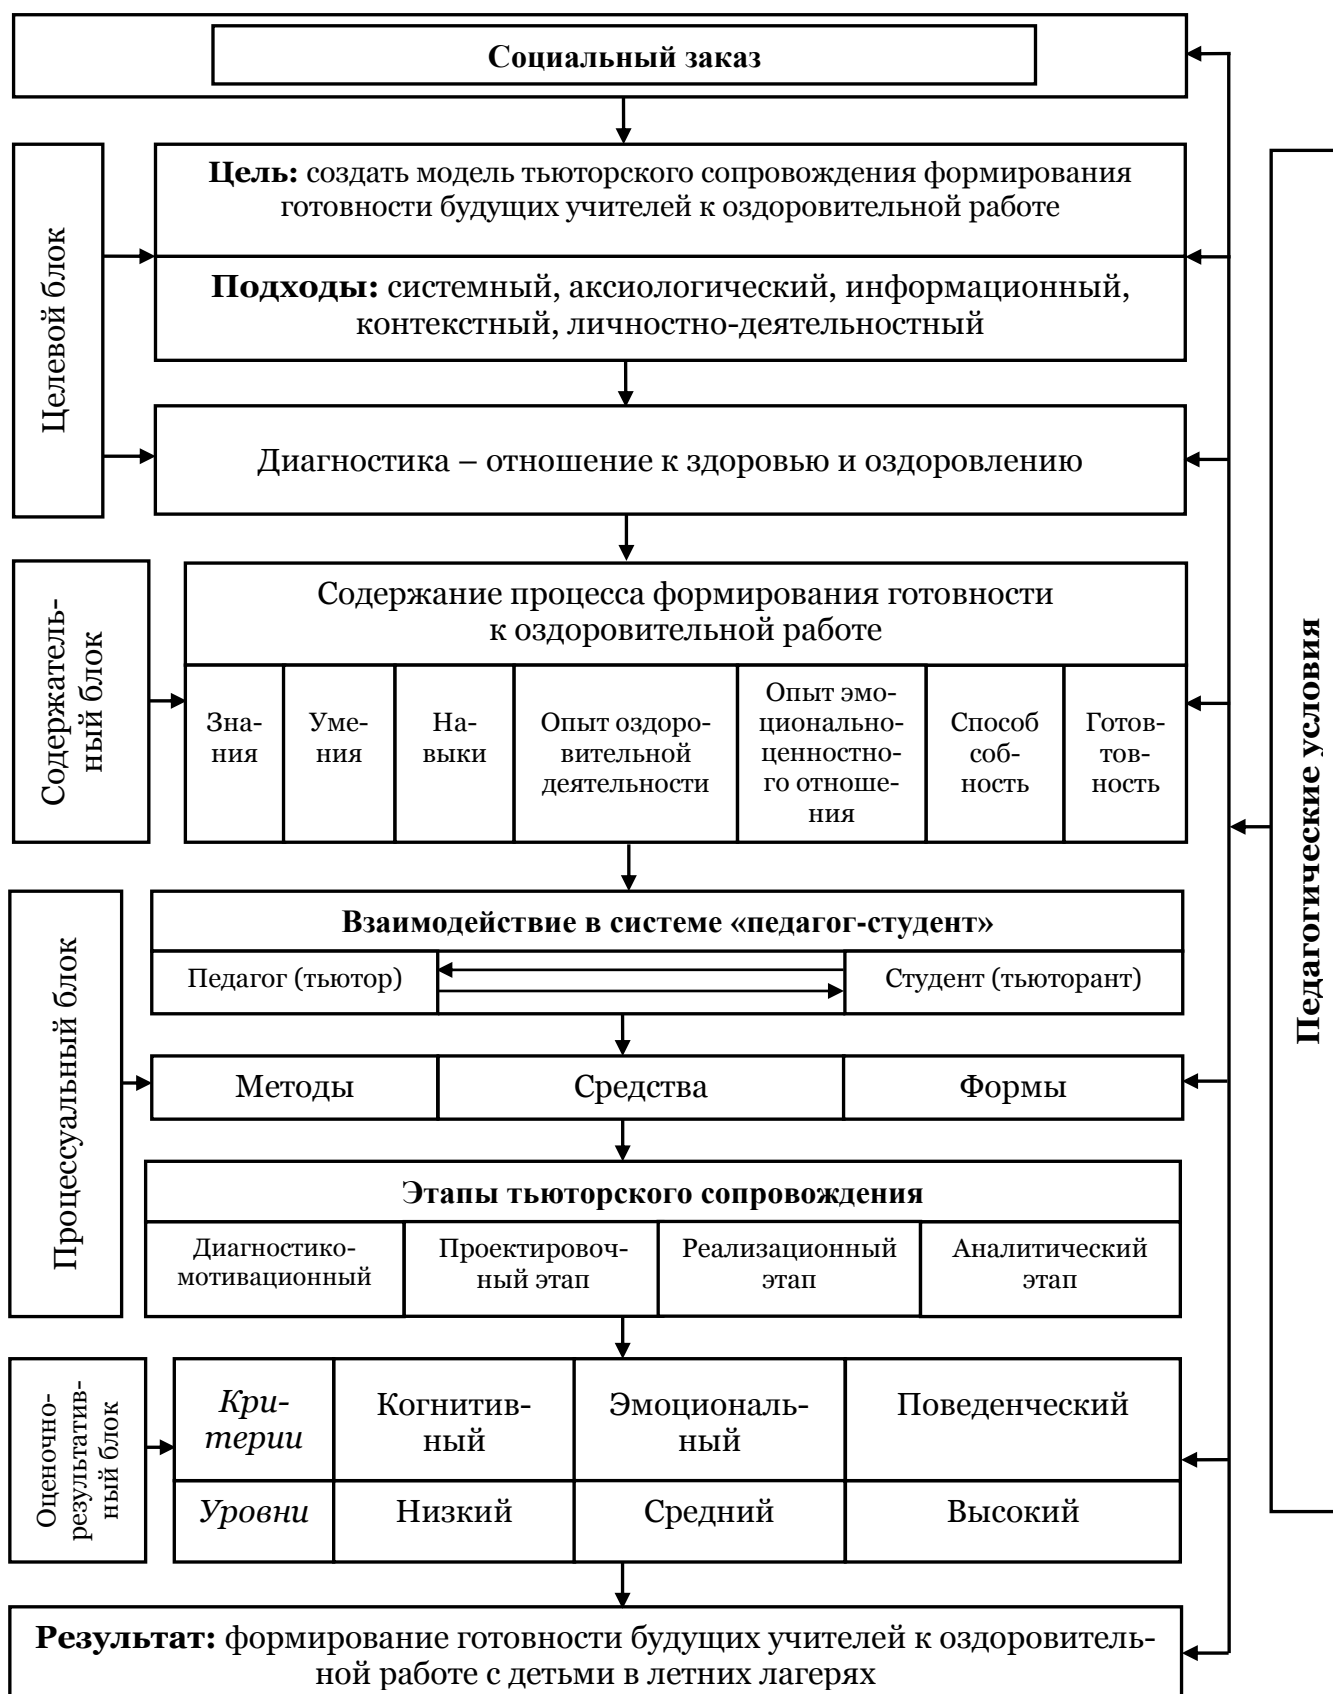 Социальный заказ
Целевой блок
Цель: создать модель тьюторского сопровождения формирования
готовности будущих учителей к оздоровительной работе
Подходы: системный, аксиологический, информационный,
контекстный, личностно-деятельностный
Диагностика – отношение к здоровью и оздоровлению
Содержатель-
ный блок
Содержание процесса формирования готовности
к оздоровительной работе
Зна-
ния
Уме-
ния
На-
выки
Опыт оздоро-
вительной
деятельности
Опыт эмо-
ционально-
ценностно-
го отноше-
ния
Способ
соб-
ность
Готов-
тов-
ность
Педагогические условия
Процессуальный блок
Взаимодействие в системе «педагог-студент»
Педагог (тьютор)
Студент (тьюторант)
Методы
Средства
Формы
Этапы тьюторского сопровождения
Диагностико-
мотивационный
Проектировоч-
ный этап
Реализационный
этап
Аналитический
этап
Оценочно-
результатив-
ный блок
Кри-
терии
Когнитив-
ный
Эмоциональ-
ный
Поведенческий
Уровни
Низкий
Средний
Высокий
Результат: формирование готовности будущих учителей к оздоровитель-
ной работе с детьми в летних лагерях